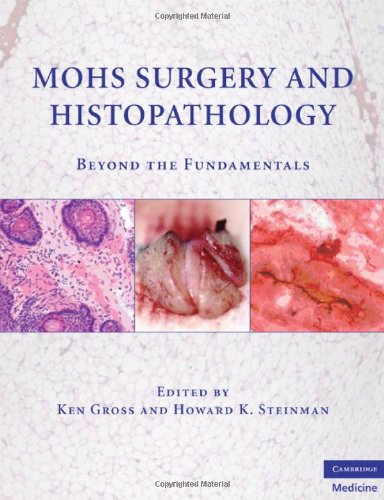 Copyrighted Material
MOHS SURGERY AND
HISTOPATHOLOGY
BEYOND THE FUNDAMENTALS
EDITED BY
KEN GROSS AND HOWARD K. STEINMAN
CAMBRIDGE
Medicine